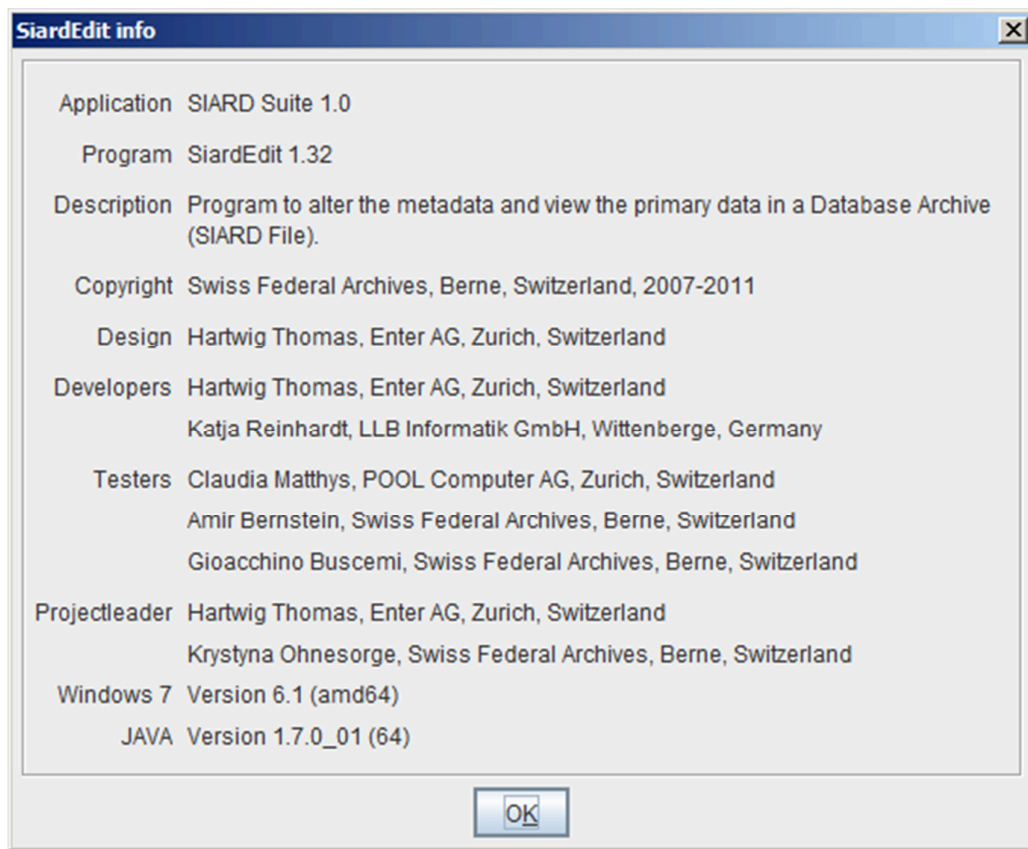 SiardEdit info
Application SIARD Suite 1.0
Program SiardEdit 1.32
Description Program to alter the metadata and view the primary data in a Database Archive
(SIARD File).
Copyright Swiss Federal Archives, Berne, Switzerland, 2007-2011
Design Hartwig Thomas, Enter AG, Zurich, Switzerland
Developers Hartwig Thomas, Enter AG, Zurich, Switzerland
Katja Reinhardt, LLB Informatik GmbH, Wittenberge, Germany
Testers Claudia Matthys, POOL Computer AG, Zurich, Switzerland
Amir Bernstein, Swiss Federal Archives, Berne, Switzerland
Gioacchino Buscemi, Swiss Federal Archives, Berne, Switzerland
Projectleader Hartwig Thomas, Enter AG, Zurich, Switzerland
Krystyna Ohnesorge, Swiss Federal Archives, Berne, Switzerland
Windows 7 Version 6.1 (amd64)
JAVA Version 1.7.0_01 (64)
OK